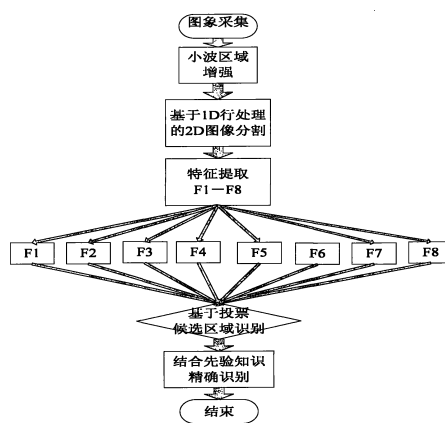 图象采集
小波区域
增强
基于1D行处理
的2D图像分割
特征提取
F1－F8
F1 F2 F3 F4 F5 F6 F7 F8
基于投票
候选区域识别
结合先验知识
精确识别
结束